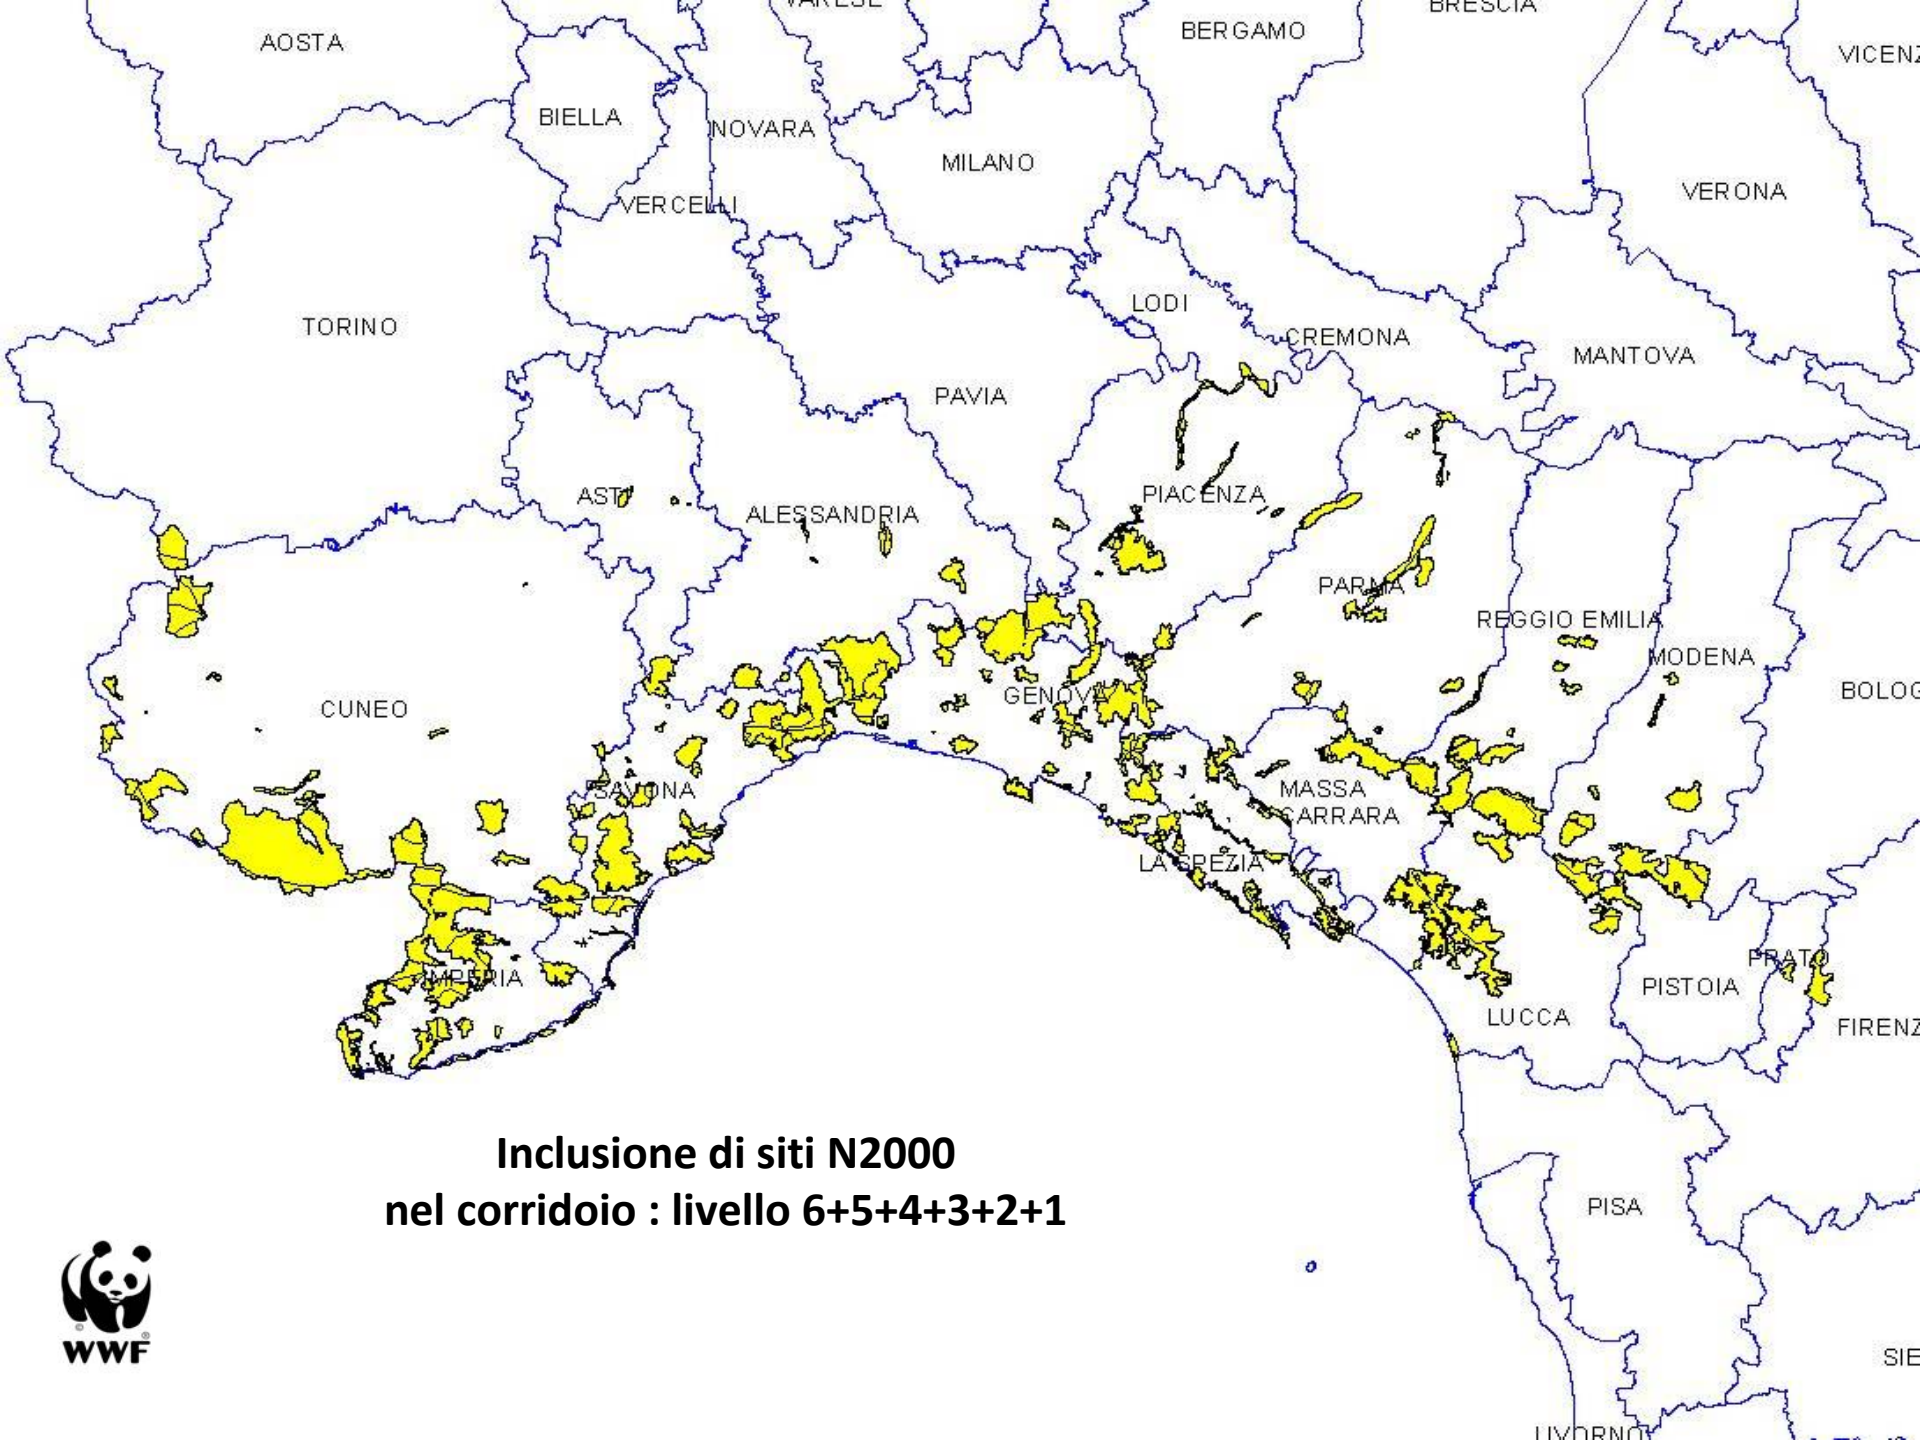 VARESE
BRESCIA
BERGAMO
AOSTA
VICENZ
BIELLA
NOVARA
MILANO
VERONA
VERCELLI
LODI
TORINO
CREMONA
MANTOVA
PAVIA
ASTI
PIACENZA
ALESSANDRIA
PARMA
REGGIO EMILIA
MODENA
BOLOG
CUNEO
GENOVA
SAVONA
MASSA
CARRARA
LA SPEZIA
PRATO
IMPERIA
PISTOIA
LUCCA
FIRENZ
Inclusione di siti N2000
nel corridoio : livello 6+5+4+3+2+1
PISA
©
®
WWF
SIE
LIVORNO